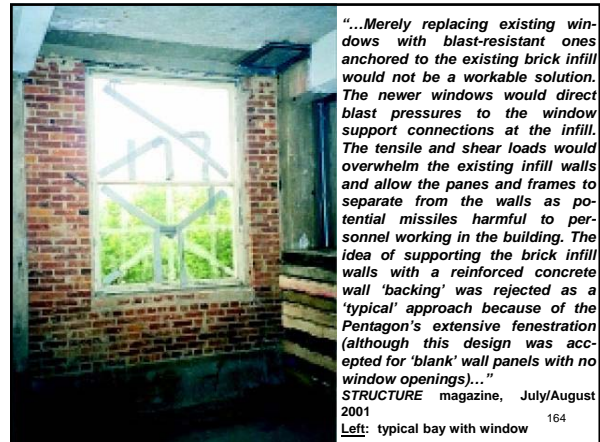 “…Merely replacing existing win-
dows with blast-resistant ones
anchored to the existing brick infill
would not be a workable solution.
The newer windows would direct
blast pressures to the window
support connections at the infill.
The tensile and shear loads would
overwhelm the existing infill walls
and allow the panes and frames to
separate from the walls as po-
tential missiles harmful to per-
sonnel working in the building. The
idea of supporting the brick infill
walls with a reinforced concrete
wall ‘backing’ was rejected as a
‘typical’ approach because of the
Pentagon’s extensive fenestration
(although this design was acc-
epted for ‘blank’ wall panels with no
window openings)…”
STRUCTURE magazine, July/August
2001
Left: typical bay with window
164